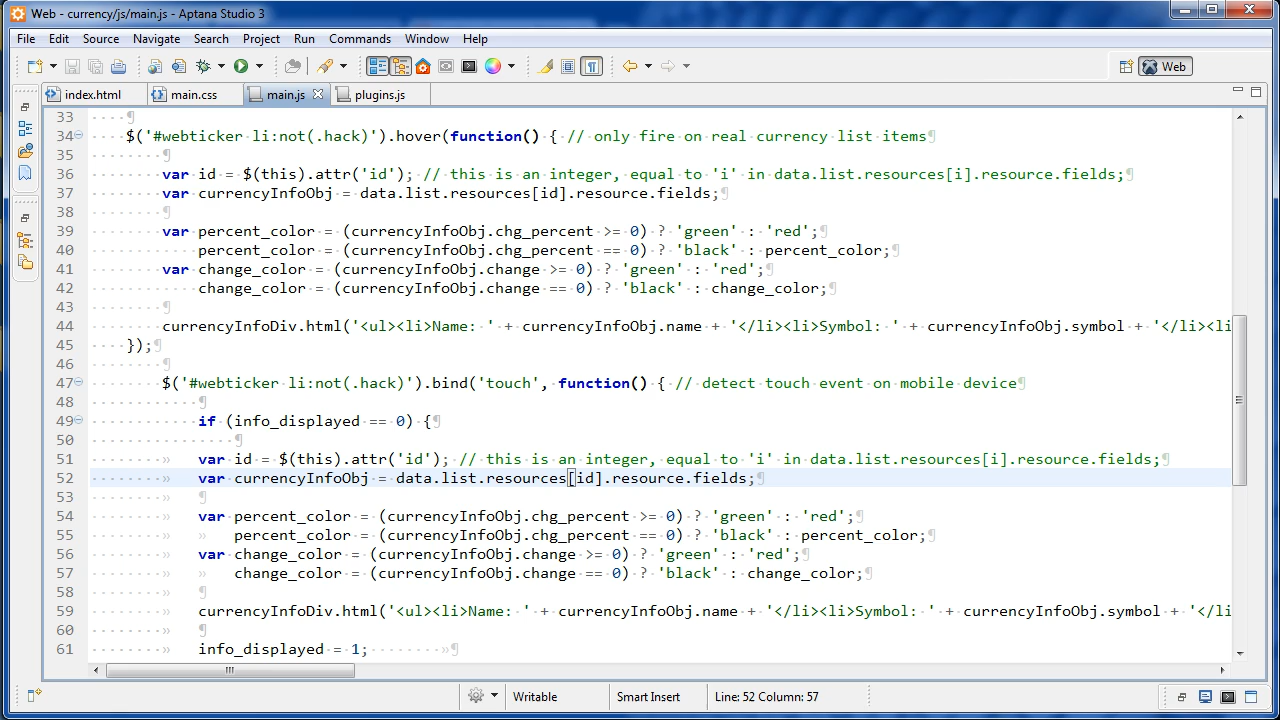 Web - currency/js/main.js - Aptana Studio 3
File Edit Source Navigate Search Project Run Commands Window Help
Web
index.html main.css main.js plugins.js
33
34 $('#webticker li:not(.hack)').hover(function() { // only fire on real currency list items
35
36 var id = $(this).attr('id'); // this is an integer, equal to 'i' in data.list.resources[i].resource.fields;
37 var currencyInfoObj = data.list.resources[id].resource.fields;
38
39 var percent_color = (currencyInfoObj.chg_percent >= 0) ? 'green' : 'red';
40 percent_color = (currencyInfoObj.chg_percent == 0) ? 'black' : percent_color;
41 var change_color = (currencyInfoObj.change >= 0) ? 'green' : 'red';
42 change_color = (currencyInfoObj.change == 0) ? 'black' : change_color;
43
44 currencyInfoDiv.html('<ul><li>Name: ' + currencyInfoObj.name + '</li><li>Symbol: ' + currencyInfoObj.symbol + '</li><li
45 });
46
47 $('#webticker li:not(.hack)').bind('touch', function() { // detect touch event on mobile device
48
49 if (info_displayed == 0) {
50
51 var id = $(this).attr('id'); // this is an integer, equal to 'i' in data.list.resources[i].resource.fields;
52 var currencyInfoObj = data.list.resources[id].resource.fields;
53
54 var percent_color = (currencyInfoObj.chg_percent >= 0) ? 'green' : 'red';
55 percent_color = (currencyInfoObj.chg_percent == 0) ? 'black' : percent_color;
56 var change_color = (currencyInfoObj.change >= 0) ? 'green' : 'red';
57 change_color = (currencyInfoObj.change == 0) ? 'black' : change_color;
58
59 currencyInfoDiv.html('<ul><li>Name: ' + currencyInfoObj.name + '</li><li>Symbol: ' + currencyInfoObj.symbol + '</li
60
61 info_displayed = 1;
Writable Smart Insert Line: 52 Column: 57